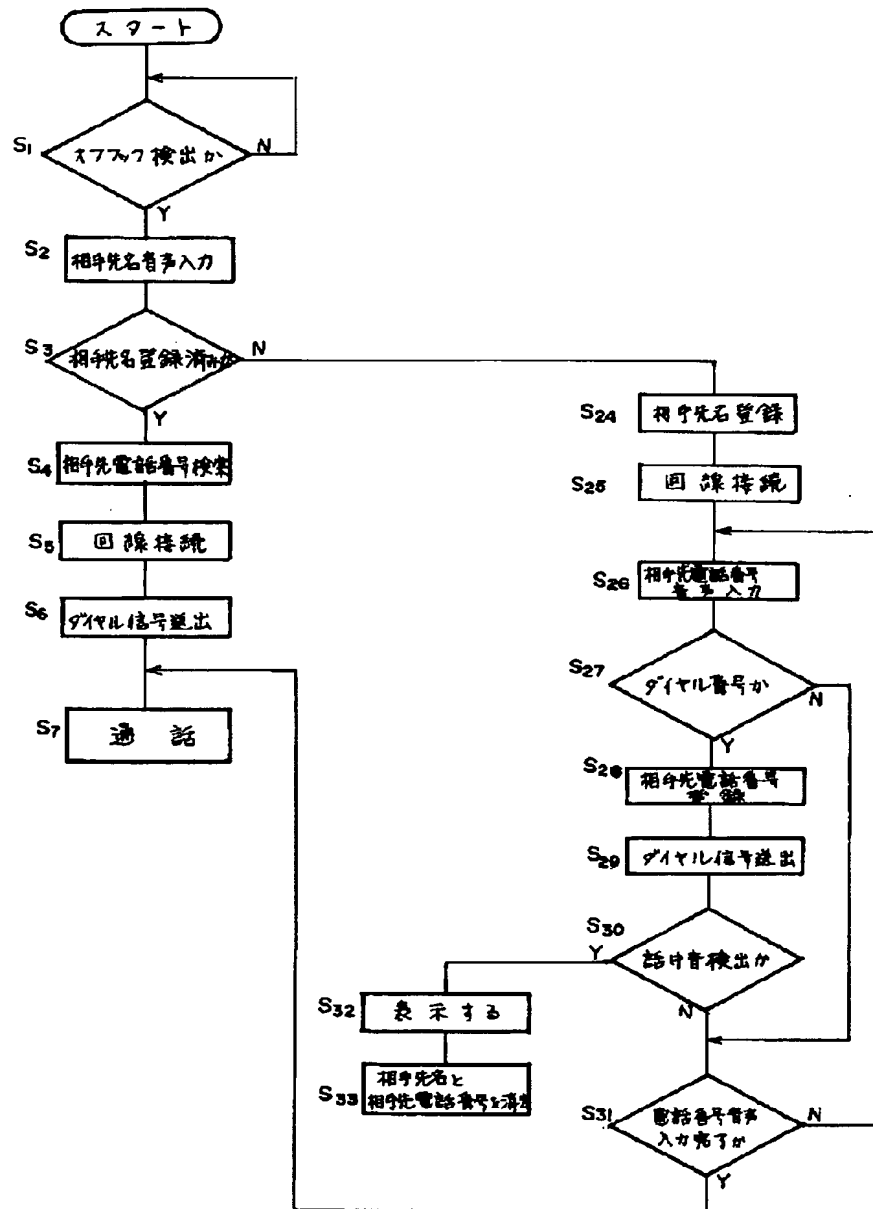 スタート
S1
オフフック検出か
N
Y
S2
相手先名音声入力
S3
相手先名登録済みか
N
Y
S4
相手先電話番号検索
S5
回線接続
S6
ダイヤル信号送出
S7
通話
S24
相手先名登録
S25
回線接続
S26
相手先電話番号
音声入力
S27
ダイヤル番号か
N
Y
S28
相手先電話番号
登録
S29
ダイヤル信号送出
S30
Y
話中音検出か
N
S32
表示する
S33
相手先名と
相手先電話番号を消去
S31
電話番号音声
入力完了か
N
Y